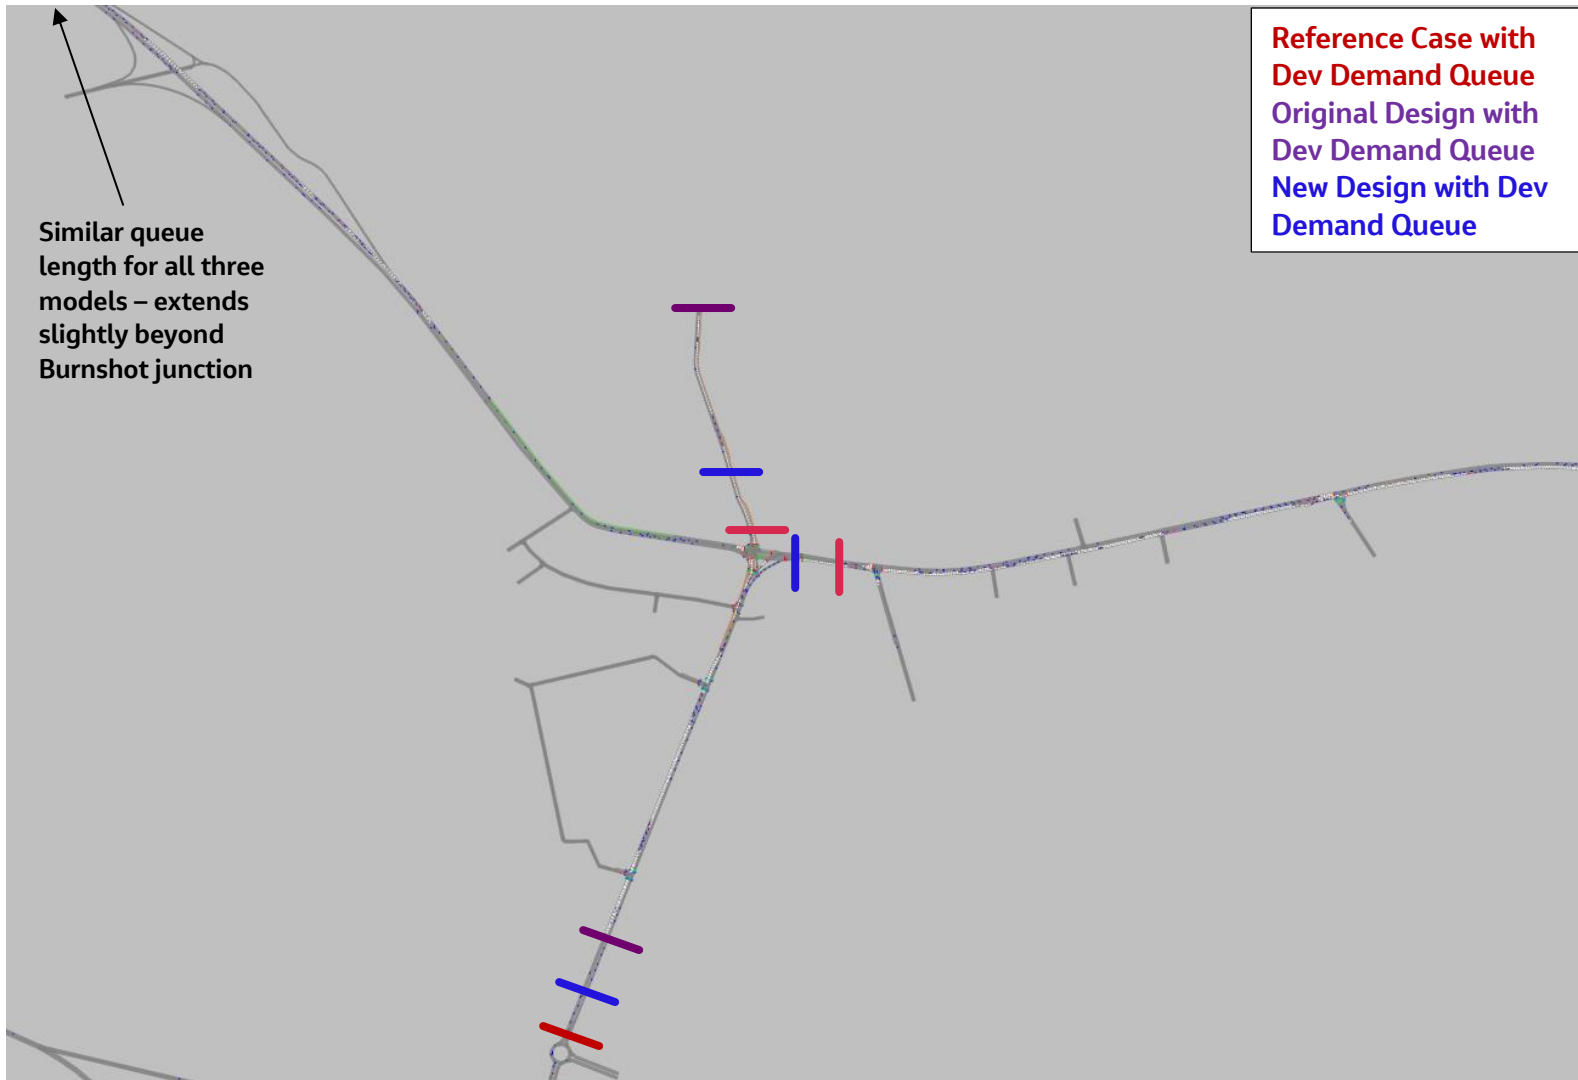 Reference Case with
Dev Demand Queue
Original Design with
Dev Demand Queue
New Design with Dev
Demand Queue
Similar queue
length for all three
models – extends
slightly beyond
Burnshot junction